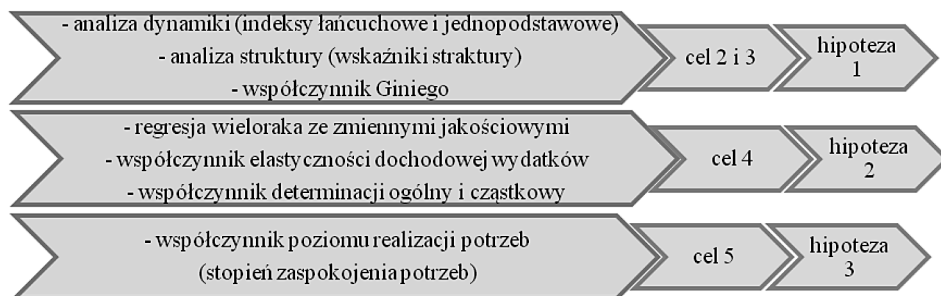 - analiza dynamiki (indeksy łańcuchowe i jednopodstawowe)
- analiza struktury (wskaźniki straktury)
- współczynnik Giniego
cel 2 i 3
hipoteza
1
- regresja wieloraka ze zmiennymi jakościowymi
- współczynnik elastyczności dochodowej wydatków
- współczynnik determinacji ogólny i cząstkowy
cel 4
hipoteza
2
- współczynnik poziomu realizacji potrzeb
(stopień zaspokojenia potrzeb)
cel 5
hipoteza
3